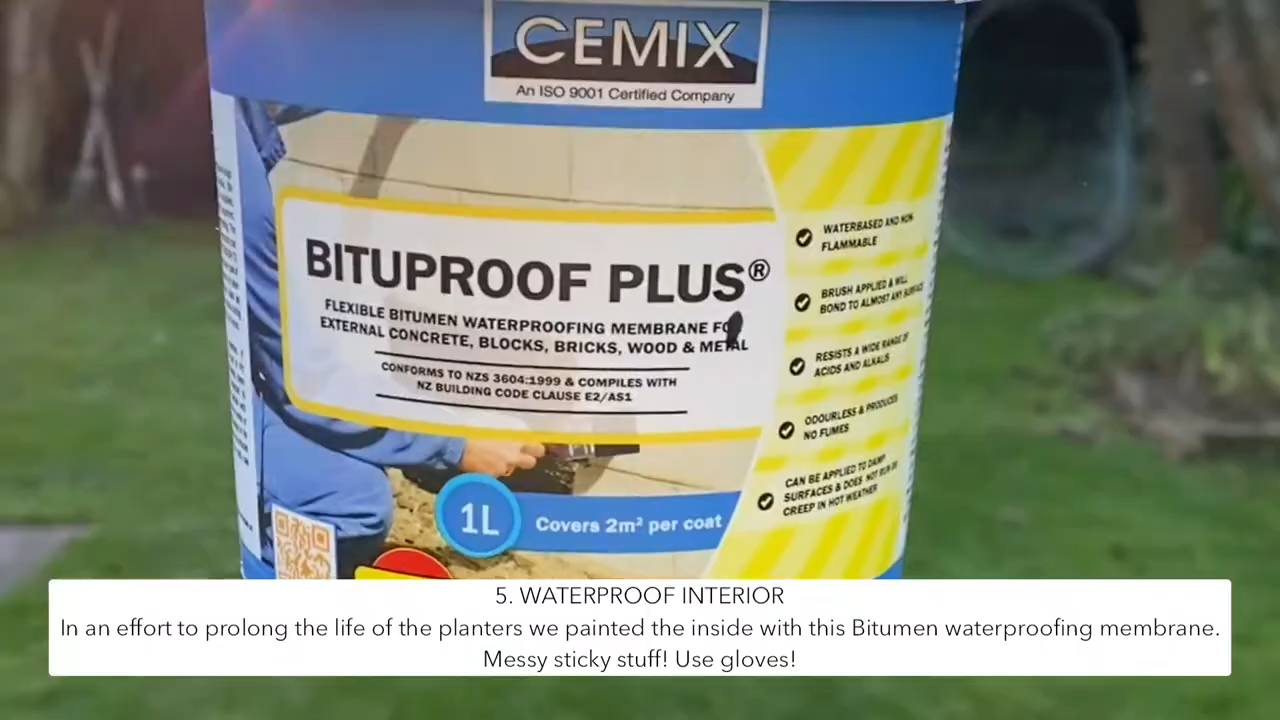 CEMIX
An ISO 9001 Certified Company
BITUPROOF PLUS®
FLEXIBLE BITUMEN WATERPROOFING MEMBRANE FOR
EXTERNAL CONCRETE, BLOCKS, BRICKS, WOOD & METAL
CONFORMS TO NZS 3604:1999 & COMPILES WITH
NZ BUILDING CODE CLAUSE E2/AS1
WATERBASED AND NON
FLAMMABLE
BRUSH APPLIED & WILL
BOND TO ALMOST ANY SURFACE
RESISTS A WIDE RANGE OF
ACIDS AND ALKALIS
ODOURLESS & PRODUCES
NO FUMES
CAN BE APPLIED TO DAMP
SURFACES & DOES NOT RUN OR
CREEP IN HOT WEATHER
1L
Covers 2m² per coat
5. WATERPROOF INTERIOR
In an effort to prolong the life of the planters we painted the inside with this Bitumen waterproofing membrane.
Messy sticky stuff! Use gloves!